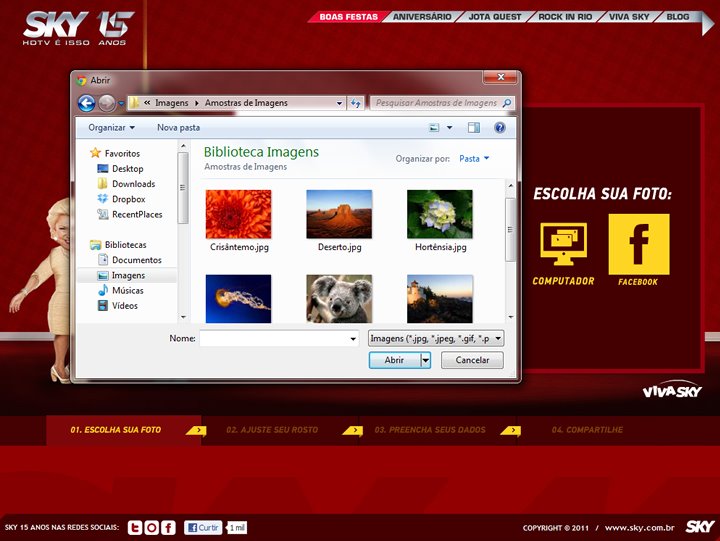 SKY 15
HDTV É ISSO ANOS
BOAS FESTAS
ANIVERSÁRIO
JOTA QUEST
ROCK IN RIO
VIVA SKY
BLOG
Abrir
« Imagens Amostras de Imagens
Pesquisar Amostras de Imagens
Organizar
Nova pasta
Favoritos
Desktop
Downloads
Dropbox
RecentPlaces
Bibliotecas
Documentos
Imagens
Músicas
Vídeos
Biblioteca Imagens
Amostras de Imagens
Organizar por: Pasta
Crisântemo.jpg
Deserto.jpg
Hortênsia.jpg
Nome:
Imagens (*.jpg, *.jpeg, *.gif, *.p
Abrir
Cancelar
ESCOLHA SUA FOTO:
COMPUTADOR
f
FACEBOOK
VIVA SKY
01. ESCOLHA SUA FOTO
02. AJUSTE SEU ROSTO
03. PREENCHA SEUS DADOS
04. COMPARTILHE
SKY 15 ANOS NAS REDES SOCIAIS:
Curtir 1 mil
COPYRIGHT © 2011 / www.sky.com.br SKY